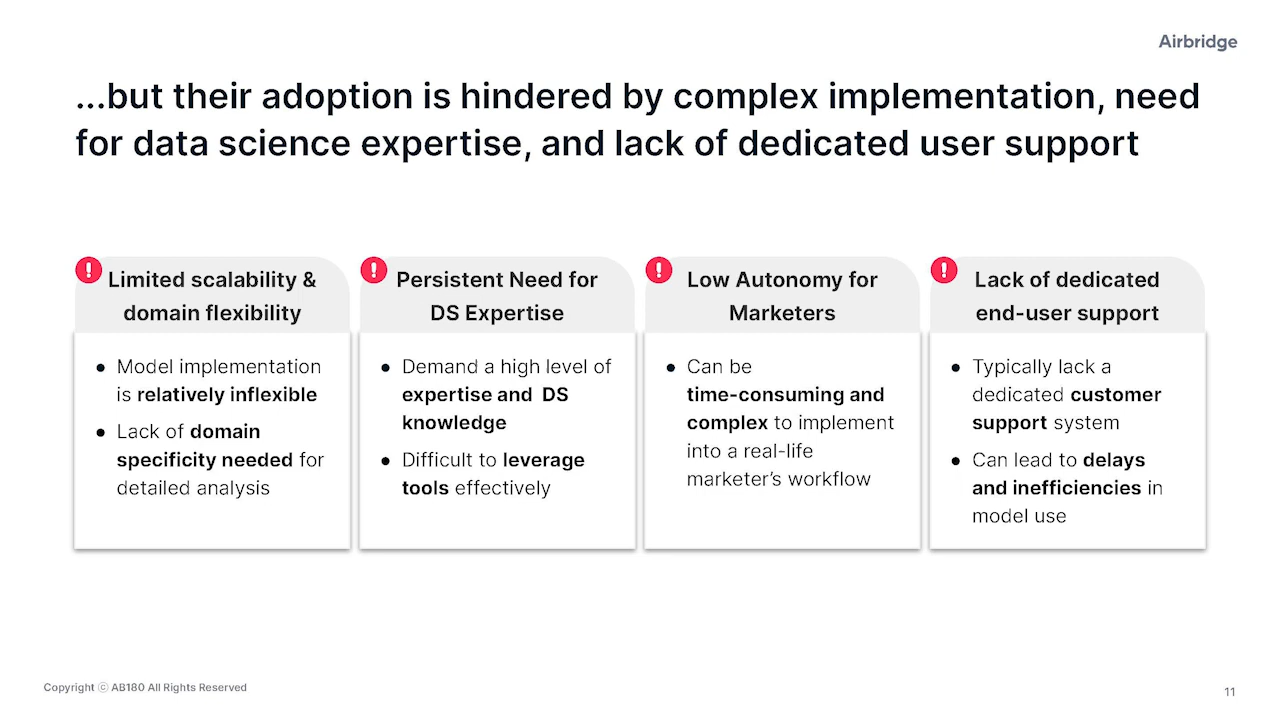 Airbridge
...but their adoption is hindered by complex implementation, need
for data science expertise, and lack of dedicated user support
Limited scalability &
domain flexibility
● Model implementation
is relatively inflexible
● Lack of domain
specificity needed for
detailed analysis
Persistent Need for
DS Expertise
● Demand a high level of
expertise and DS
knowledge
● Difficult to leverage
tools effectively
Low Autonomy for
Marketers
● Can be
time-consuming and
complex to implement
into a real-life
marketer's workflow
Lack of dedicated
end-user support
● Typically lack a
dedicated customer
support system
● Can lead to delays
and inefficiencies in
model use
Copyright ⓒ AB180 All Rights Reserved
11